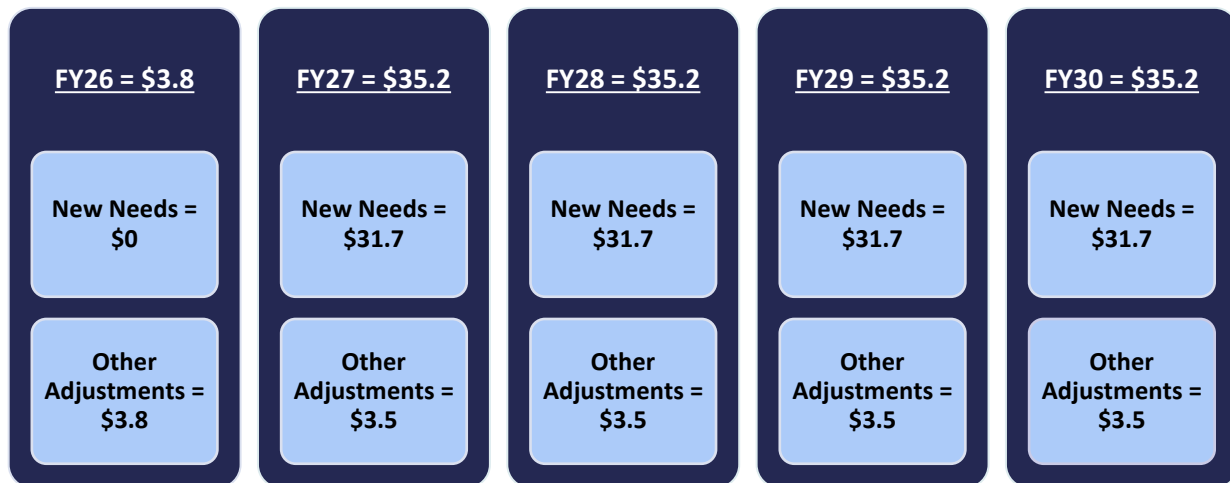 FY26 = $3.8
New Needs =
$0
Other
Adjustments =
$3.8
FY27 = $35.2
New Needs =
$31.7
Other
Adjustments =
$3.5
FY28 = $35.2
New Needs =
$31.7
Other
Adjustments =
$3.5
FY29 = $35.2
New Needs =
$31.7
Other
Adjustments =
$3.5
FY30 = $35.2
New Needs =
$31.7
Other
Adjustments =
$3.5